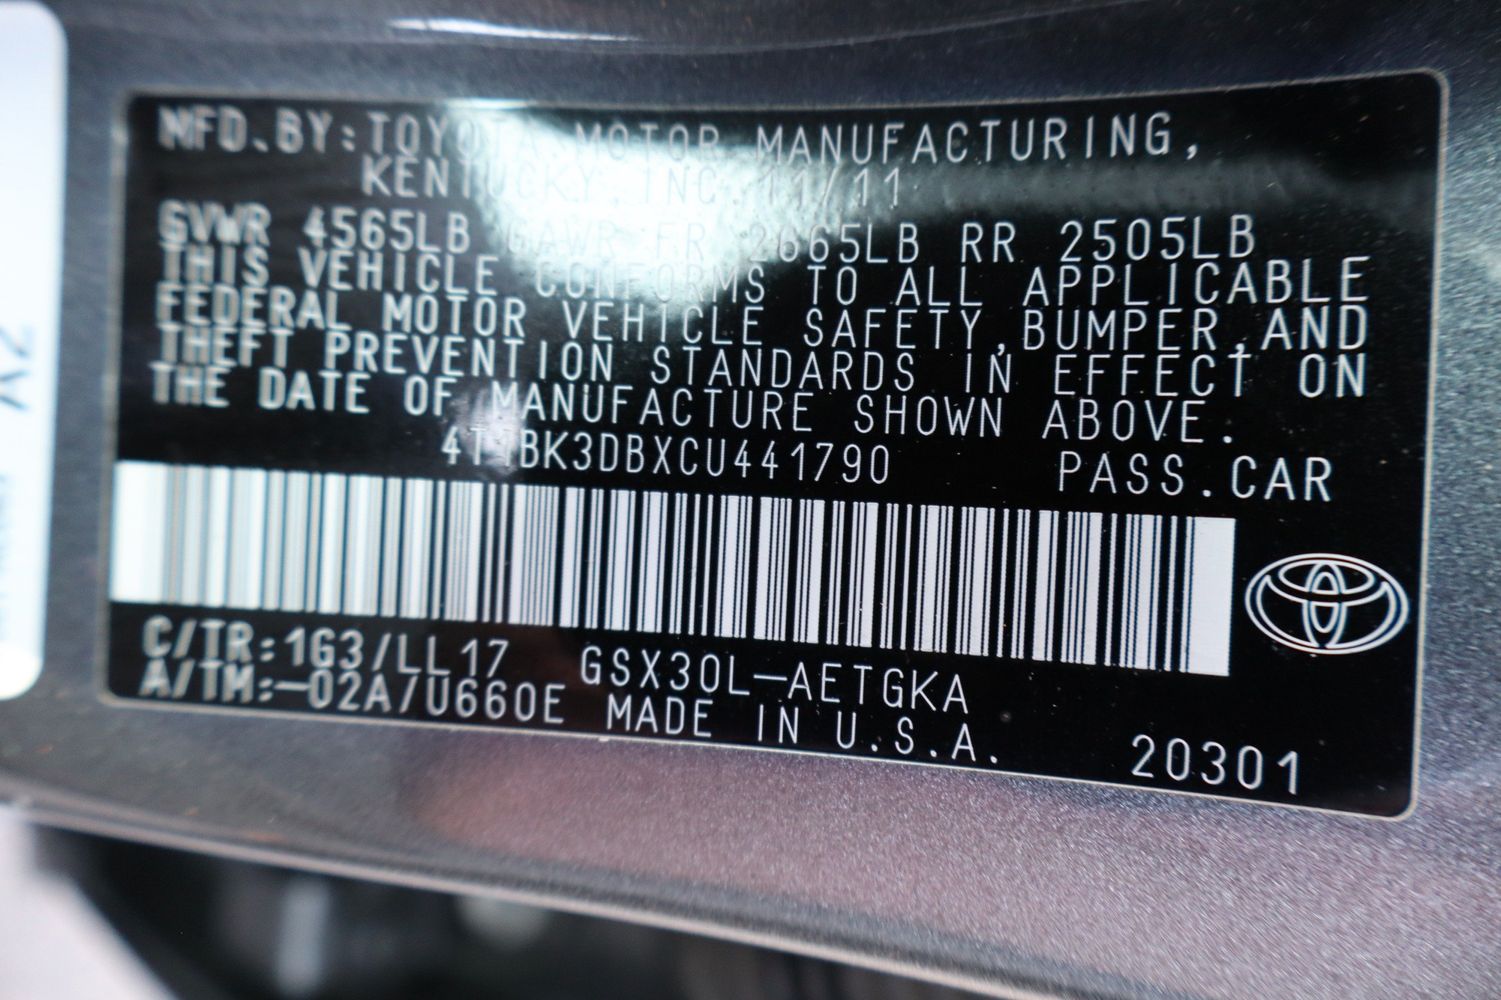 MFD.BY:TOYOTA MOTOR MANUFACTURING,
KENTUCKY, INC. 11/11
GVWR 4565LB GAWR FR 2665LB RR 2505LB
THIS VEHICLE CONFORMS TO ALL APPLICABLE
FEDERAL MOTOR VEHICLE SAFETY,BUMPER,AND
THEFT PREVENTION STANDARDS IN EFFECT ON
THE DATE OF MANUFACTURE SHOWN ABOVE.
4T1BK3DBXCU441790 PASS.CAR
C/TR:1G3/LL17 GSX30L-AETGKA
A/TM:-02A/U660E MADE IN U.S.A. 20301